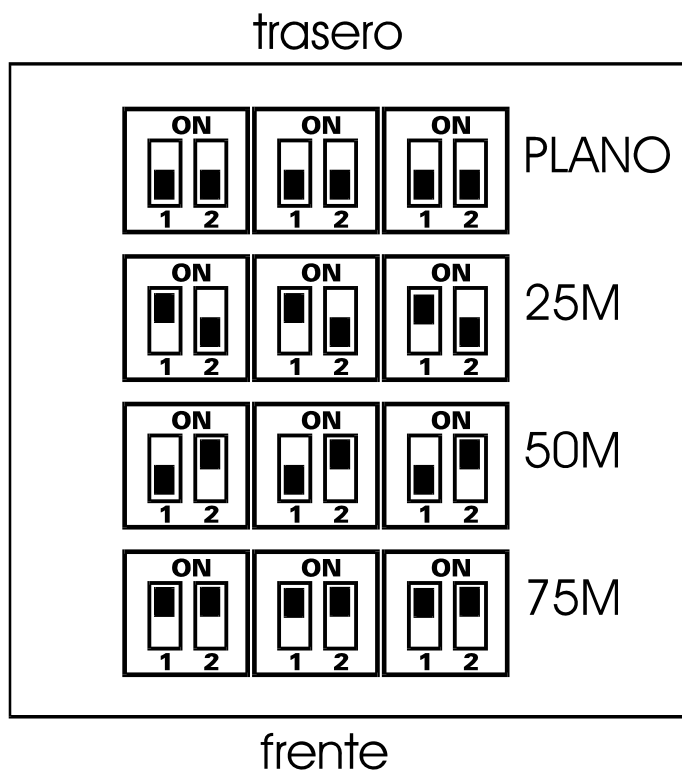 trasero
ON ON ON
PLANO
1 2 1 2 1 2
ON ON ON
25M
1 2 1 2 1 2
ON ON ON
50M
1 2 1 2 1 2
ON ON ON
75M
1 2 1 2 1 2
frente